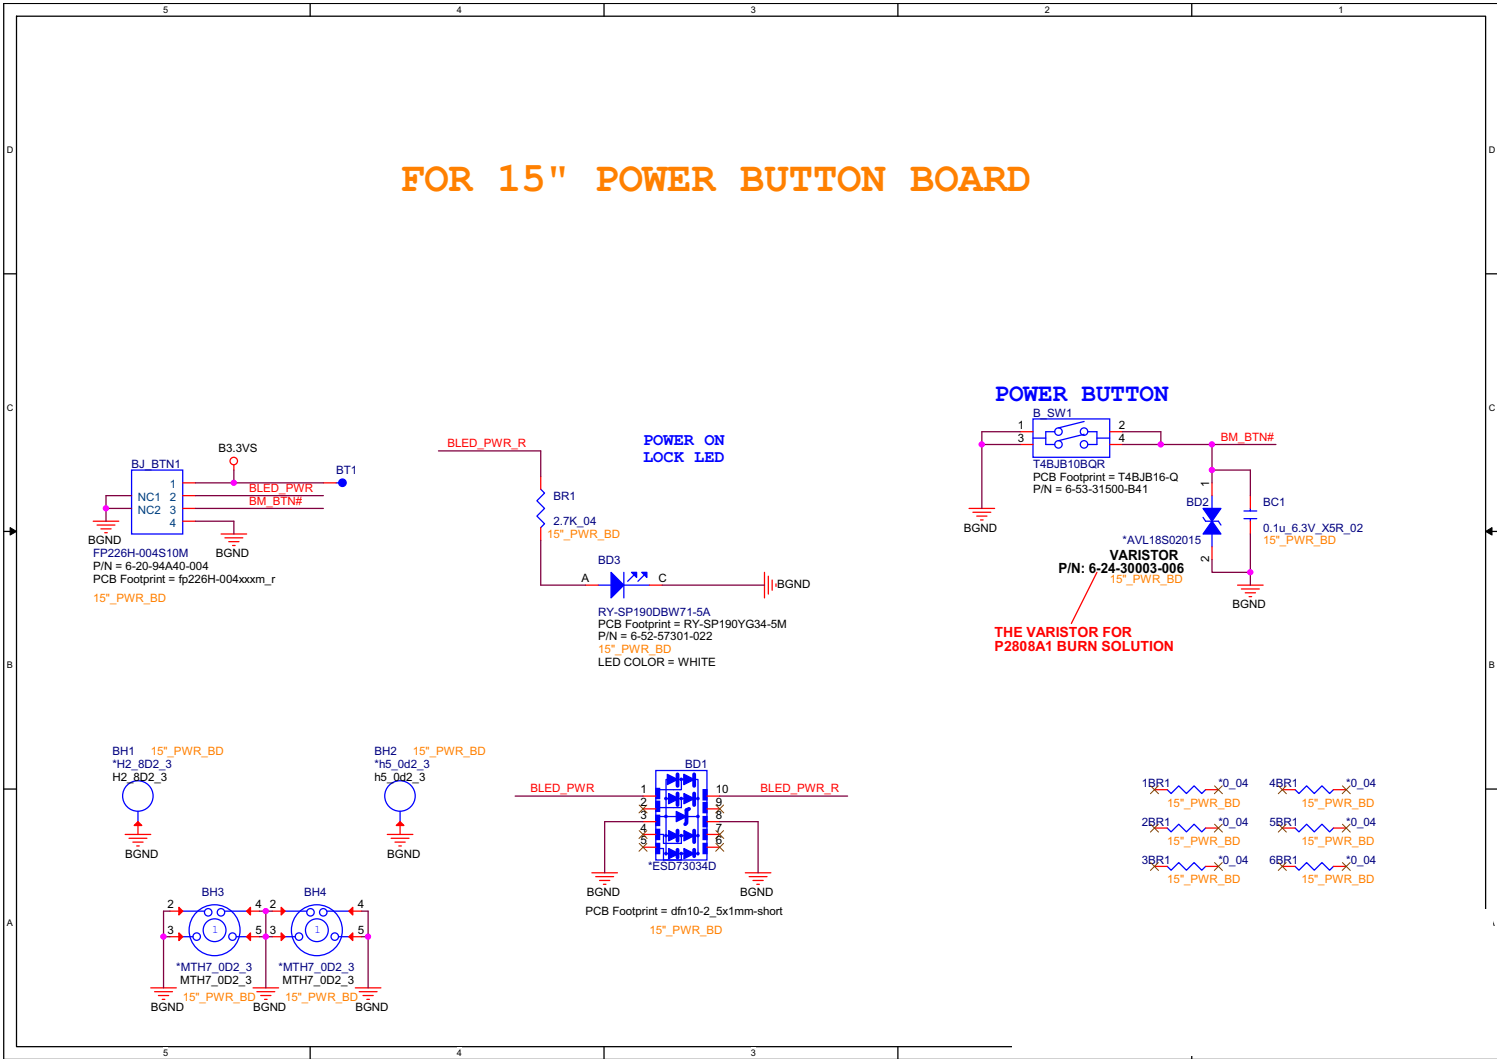 5 4 3 2 1
D D
FOR 15" POWER BUTTON BOARD
C C
POWER BUTTON
B_SW1
1 2
3 4
BM_BTN#
T4BJB10BQR
PCB Footprint = T4BJB16-Q
P/N = 6-53-31500-B41
BGND
1
BD2
BC1
0.1u_6.3V_X5R_02
15"_PWR_BD
*AVL18S02015
VARISTOR
P/N: 6-24-30003-006
15"_PWR_BD
2
BGND
THE VARISTOR FOR
P2808A1 BURN SOLUTION
B3.3VS
BJ_BTN1
BT1
1
NC1 2 BLED_PWR
NC2 3 BM_BTN#
4
BGND
BGND
FP226H-004S10M
P/N = 6-20-94A40-004
PCB Footprint = fp226H-004xxxm_r
15"_PWR_BD
BLED_PWR_R
POWER ON
LOCK LED
BR1
2.7K_04
15"_PWR_BD
BD3
A C
BGND
RY-SP190DBW71-5A
PCB Footprint = RY-SP190YG34-5M
P/N = 6-52-57301-022
15"_PWR_BD
LED COLOR = WHITE
B B
BH1 15"_PWR_BD
*H2_8D2_3
H2_8D2_3
BGND
BH2 15"_PWR_BD
*h5_0d2_3
h5_0d2_3
BGND
BD1
BLED_PWR 1 10 BLED_PWR_R
2 9
3 8
4 7
5 6
*ESD73034D
BGND BGND
PCB Footprint = dfn10-2_5x1mm-short
15"_PWR_BD
1BR1 *0_04 4BR1 *0_04
15"_PWR_BD 15"_PWR_BD
2BR1 *0_04 5BR1 *0_04
15"_PWR_BD 15"_PWR_BD
3BR1 *0_04 6BR1 *0_04
15"_PWR_BD 15"_PWR_BD
A
BH3 BH4
2 4 2 4
1 1
3 5 3 5
*MTH7_0D2_3 *MTH7_0D2_3
MTH7_0D2_3 MTH7_0D2_3
15"_PWR_BD 15"_PWR_BD
BGND BGND BGND
5 4 3